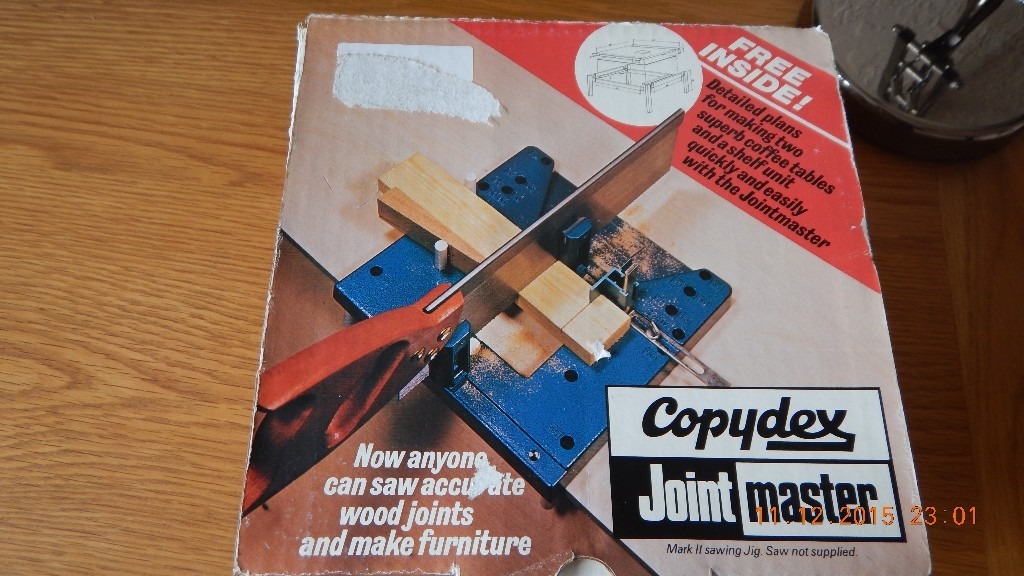 FREE
INSIDE!
Detailed plans
for making two
superb coffee tables
and a shelf unit
quickly and easily
with the Jointmaster
Now anyone
can saw accurate
wood joints
and make furniture
Copydex
Joint master
11.12.2015 23:01
Mark II sawing Jig. Saw not supplied.